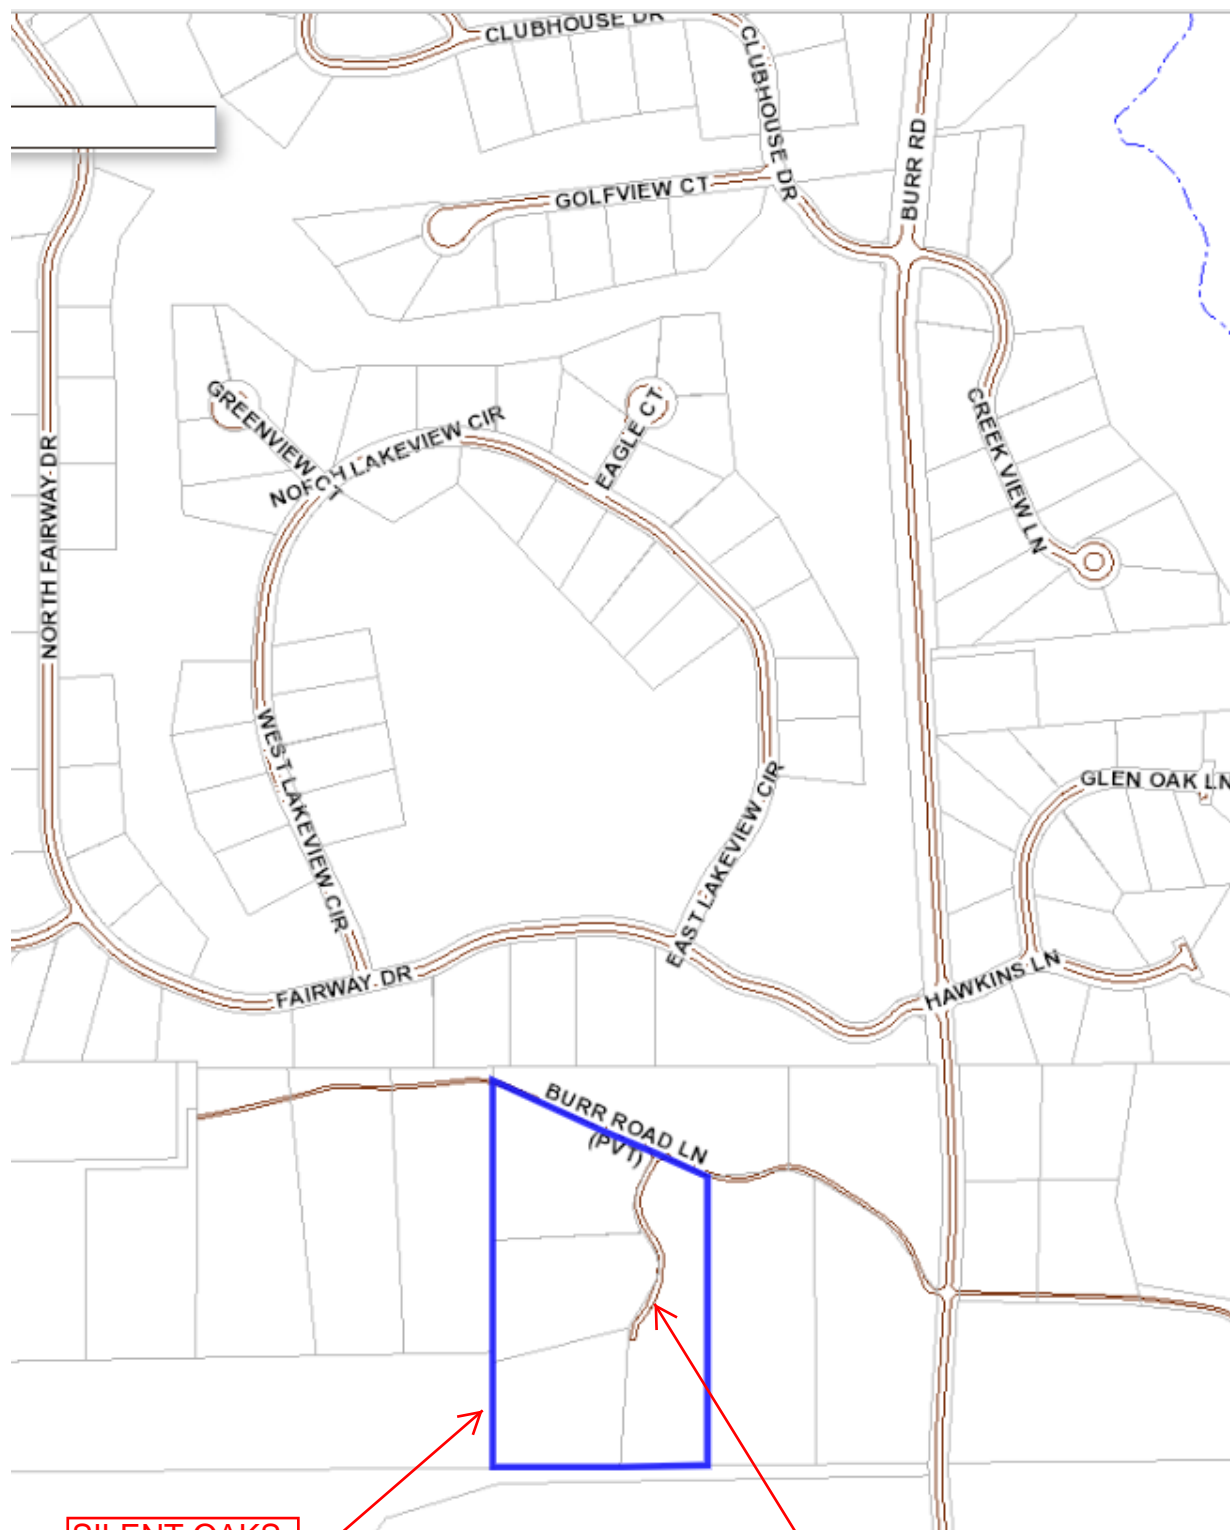 CLUBHOUSE DR
CLUBHOUSE DR
BURR RD
GOLFVIEW CT
GREENVIEW CT
NORTH LAKEVIEW CIR
EAGLE CT
CREEK VIEW LN
NORTH FAIRWAY DR
WEST LAKEVIEW CIR
EAST LAKEVIEW CIR
GLEN OAK LN
FAIRWAY DR
HAWKINS LN
BURR ROAD LN
(PVT)
SILENT OAKS